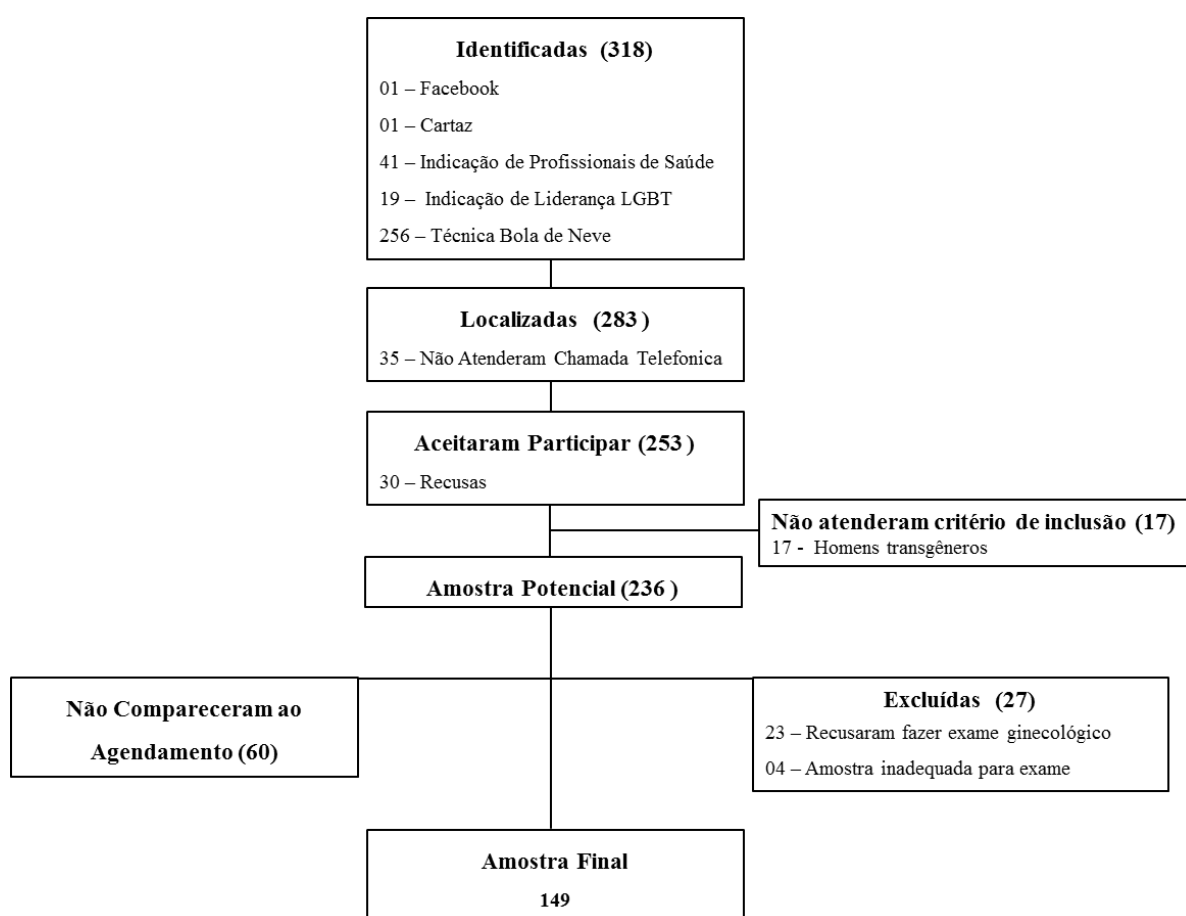 Identificadas (318)
01 – Facebook
01 – Cartaz
41 – Indicação de Profissionais de Saúde
19 – Indicação de Liderança LGBT
256 – Técnica Bola de Neve
Localizadas (283 )
35 – Não Atenderam Chamada Telefonica
Aceitaram Participar (253 )
30 – Recusas
Não atenderam critério de inclusão (17)
17 - Homens transgêneros
Amostra Potencial (236 )
Não Compareceram ao
Agendamento (60)
Excluídas (27)
23 – Recusaram fazer exame ginecológico
04 – Amostra inadequada para exame
Amostra Final
149